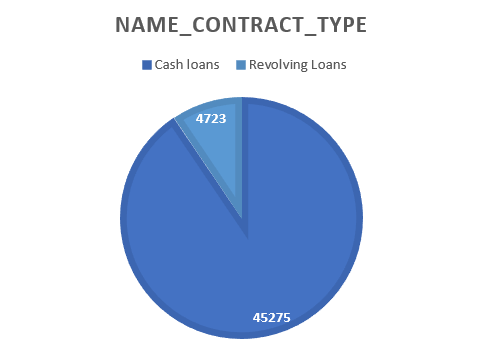 NAME_CONTRACT_TYPE
Cash loans Revolving Loans
4723
45275